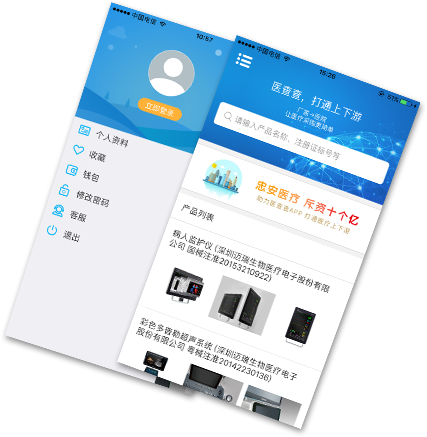 中国电信
10:57
立即登录
个人资料
收藏
钱包
修改密码
客服
退出
中国电信
15:26
61%
医查查，打通上下游
厂家→医院
让医疗采购更简单
请输入产品名称、注册证标号等
忠安医疗 斥资十个亿
助力医查查APP 打通医疗上下游
产品列表
病人监护仪 (深圳迈瑞生物医疗电子股份有限
公司 国械注准20153210922)
彩色多普勒超声系统 (深圳迈瑞生物医疗电子
股份有限公司 粤械注准20142230136)